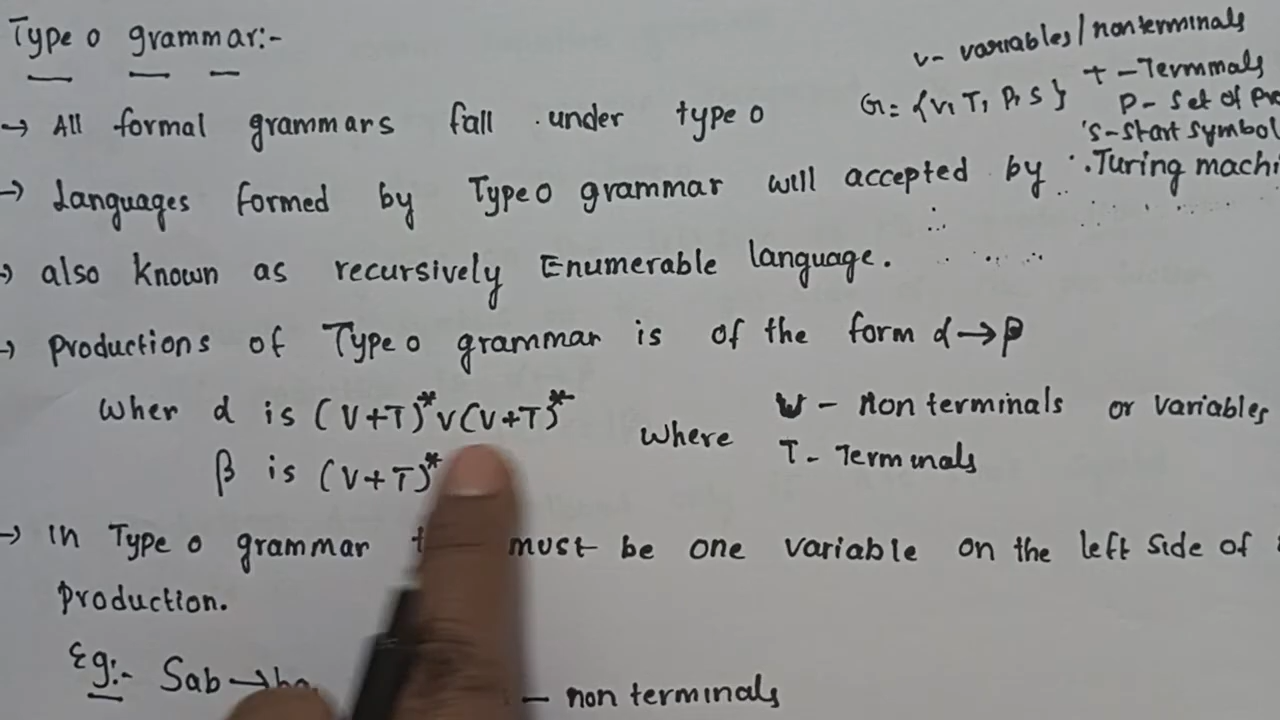 Type 0 grammar:-
v- variables/nonterminals
G = {V, T, P, S} T - Terminals
P - Set of
S - Start symbol
→ All formal grammars fall under type 0
→ Languages formed by Type 0 grammar will accepted by Turing
→ also known as recursively Enumerable language.
→ productions of Type 0 grammar is of the form α→β
Wher α is (V+T)*V(V+T)* where V - Non terminals or variables
β is (V+T)* T - Terminals
→ In Type 0 grammar must be one variable on the left side of
production.
Eg:- Sab →
- non terminals